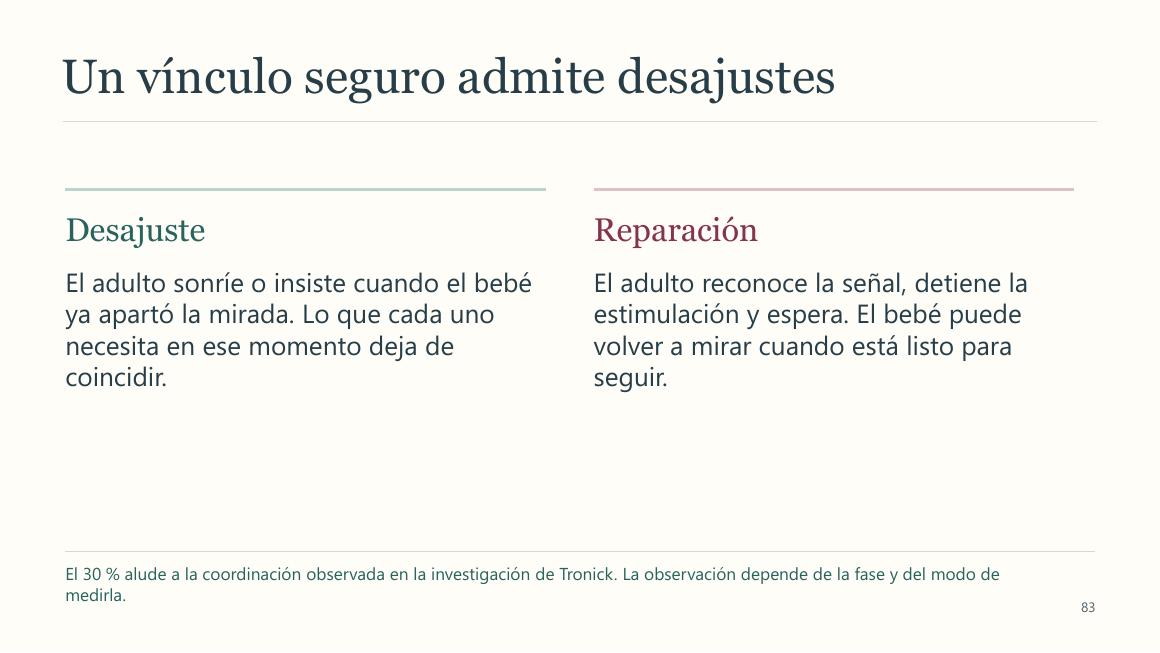 Un vínculo seguro admite desajustes
Desajuste
El adulto sonríe o insiste cuando el bebé
ya apartó la mirada. Lo que cada uno
necesita en ese momento deja de
coincidir.
Reparación
El adulto reconoce la señal, detiene la
estimulación y espera. El bebé puede
volver a mirar cuando está listo para
seguir.
El 30 % alude a la coordinación observada en la investigación de Tronick. La observación depende de la fase y del modo de
medirla.
83